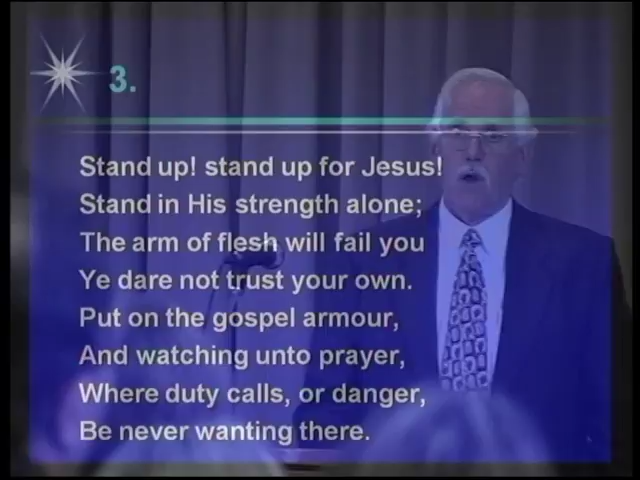 3.
Stand up! stand up for Jesus!
Stand in His strength alone;
The arm of flesh will fail you
Ye dare not trust your own.
Put on the gospel armour,
And watching unto prayer,
Where duty calls, or danger,
Be never wanting there.